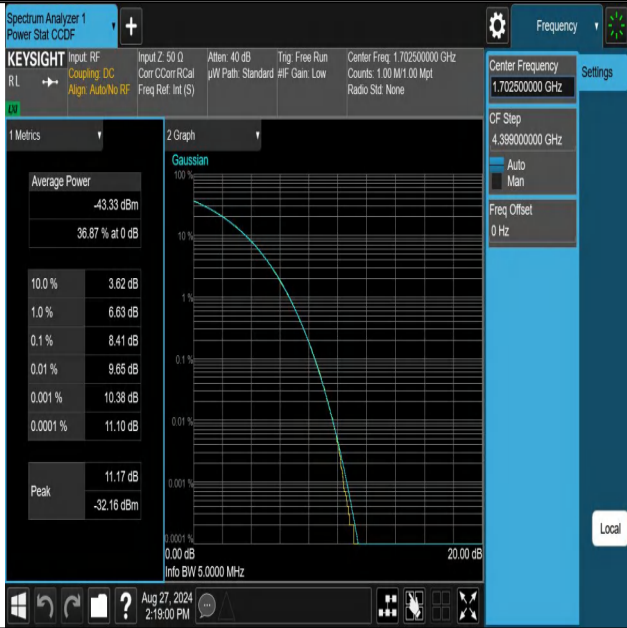 Spectrum Analyzer 1
Power Stat CCDF
+
Frequency
KEYSIGHT
RL
LXI
Input: RF
Coupling: DC
Align: Auto/No RF
Input Z: 50 Ω
Corr CCorr RCal
Freq Ref: Int (S)
Atten: 40 dB
µW Path: Standard
Trig: Free Run
#IF Gain: Low
Center Freq: 1.702500000 GHz
Counts: 1.00 M/1.00 Mpt
Radio Std: None
Center Frequency
1.702500000 GHz
Settings
CF Step
4.399000000 GHz
Auto
Man
Freq Offset
0 Hz
Local
1 Metrics
Average Power
-43.33 dBm
36.87 % at 0 dB
10.0 % 3.62 dB
1.0 % 6.63 dB
0.1 % 8.41 dB
0.01 % 9.65 dB
0.001 % 10.38 dB
0.0001 % 11.10 dB
Peak
11.17 dB
-32.16 dBm
2 Graph
Gaussian
100 %
10 %
1 %
0.1 %
0.01 %
0.001 %
0.0001 %
0.00 dB
20.00 dB
Info BW 5.0000 MHz
?
Aug 27, 2024
2:19:00 PM